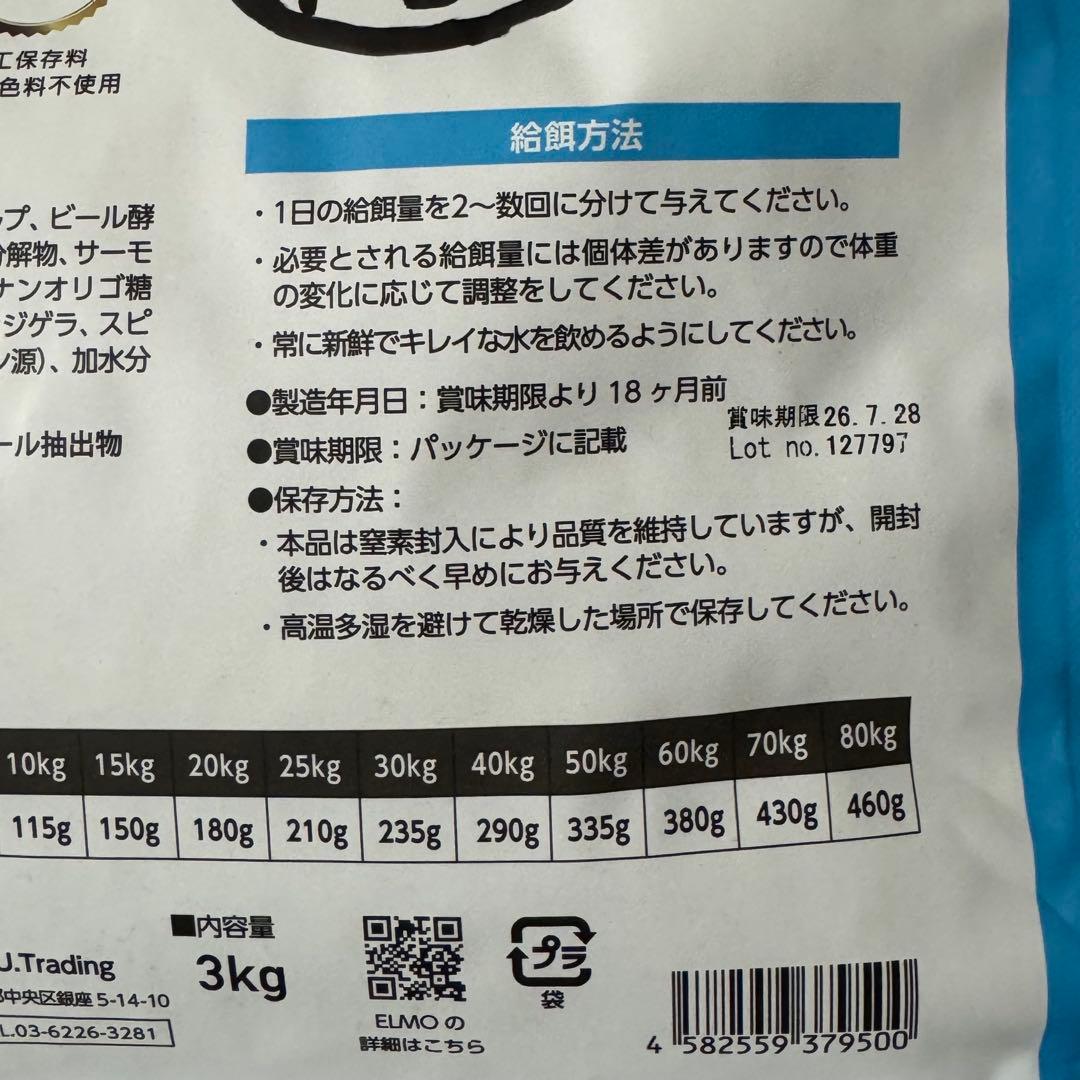 工保存料
色料不使用
給餌方法
・1日の給餌量を2～数回に分けて与えてください。
・必要とされる給餌量には個体差がありますので体重
の変化に応じて調整をしてください。
・常に新鮮でキレイな水を飲めるようにしてください。
●製造年月日：賞味期限より18ヶ月前
賞味期限26.7.28
●賞味期限：パッケージに記載
Lot no.127797
●保存方法：
・本品は窒素封入により品質を維持していますが、開封
後はなるべく早めにお与えください。
・高温多湿を避けて乾燥した場所で保存してください。
ップ、ビール酵
分解物、サーモ
ナンオリゴ糖
ジゲラ、スピ
ン源）、加水分
ール抽出物
10kg 15kg 20kg 25kg 30kg 40kg 50kg 60kg 70kg 80kg
115g 150g 180g 210g 235g 290g 335g 380g 430g 460g
J.Trading
中央区銀座5-14-10
L.03-6226-3281
■内容量
3kg
ELMOの
詳細はこちら
プラ
袋
4 582559 379500